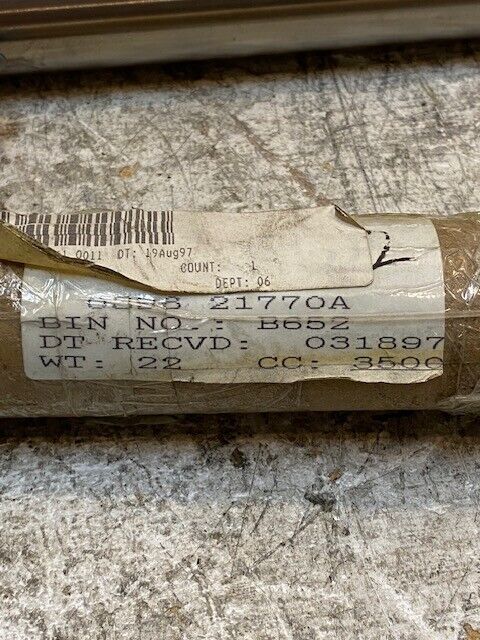 0011 DT: 19Aug97
COUNT: 1
DEPT: 06
21770A
BIN NO.: B652
DT RECVD: 031897
WT: 22 CC: 3500